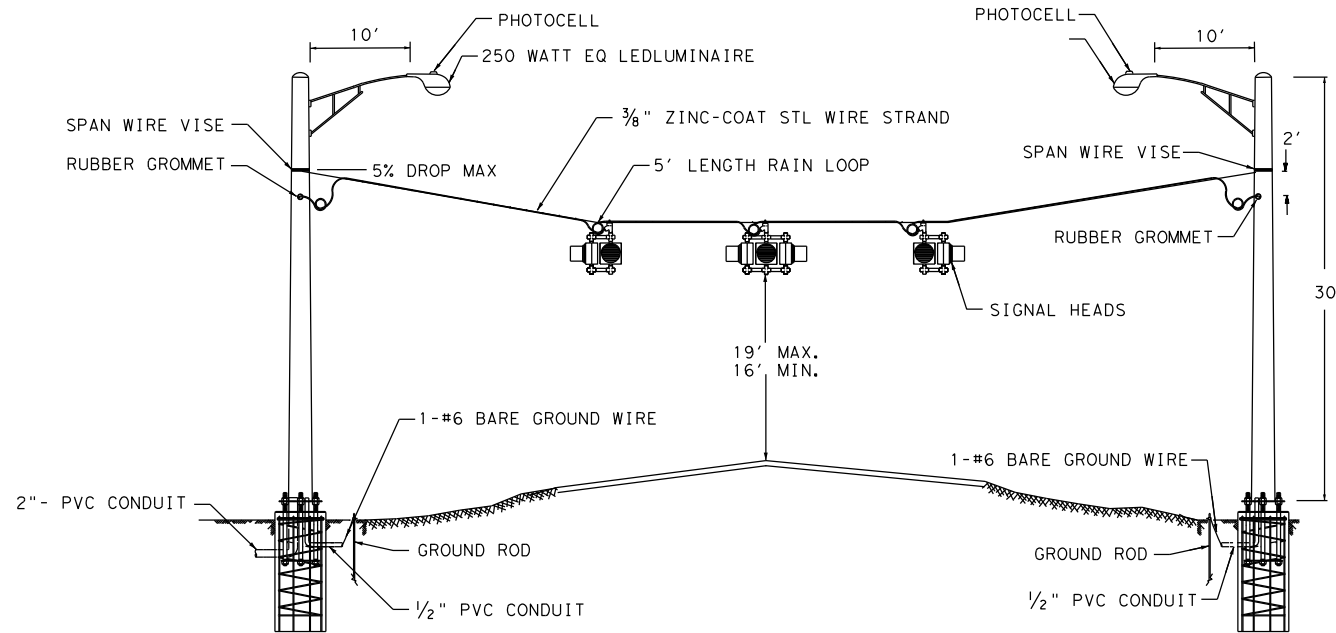 PHOTOCELL
PHOTOCELL
10'
10'
250 WATT EQ LEDLUMINAIRE
SPAN WIRE VISE
3/8" ZINC-COAT STL WIRE STRAND
2'
RUBBER GROMMET
5% DROP MAX
5' LENGTH RAIN LOOP
SPAN WIRE VISE
RUBBER GROMMET
30
SIGNAL HEADS
19' MAX.
16' MIN.
1-#6 BARE GROUND WIRE
1-#6 BARE GROUND WIRE
2"- PVC CONDUIT
GROUND ROD
GROUND ROD
1/2" PVC CONDUIT
1/2" PVC CONDUIT